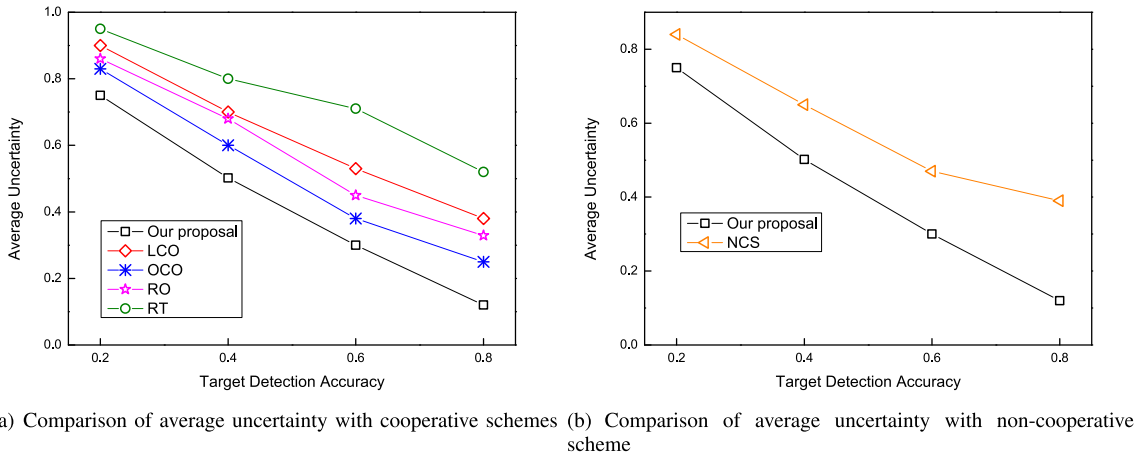 1.0
0.8
0.6
0.4
0.2
0.0
Average Uncertainty
Our proposal
LCO
OCO
RO
RT
0.2 0.4 0.6 0.8
Target Detection Accuracy
0.8
0.6
0.4
0.2
0.0
Average Uncertainty
Our proposal
NCS
0.2 0.4 0.6 0.8
Target Detection Accuracy
a) Comparison of average uncertainty with cooperative schemes
(b) Comparison of average uncertainty with non-cooperative
scheme